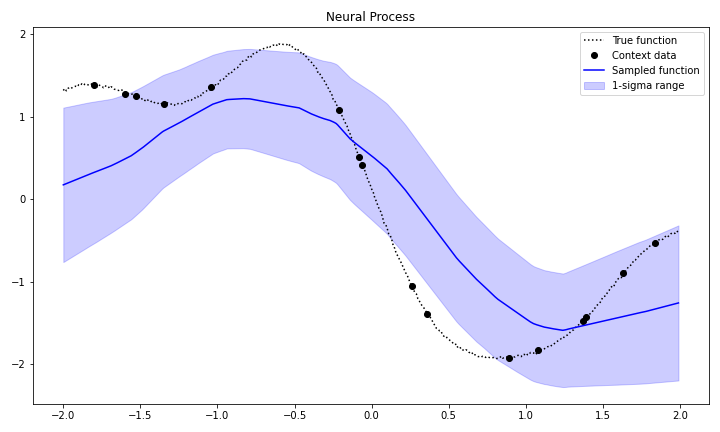 Neural Process
True function
Context data
Sampled function
1-sigma range
2
1
0
−1
−2
−2.0 −1.5 −1.0 −0.5 0.0 0.5 1.0 1.5 2.0